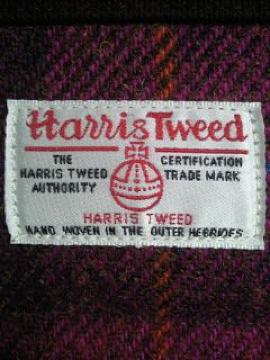 Harris Tweed
THE CERTIFICATION
HARRIS TWEED TRADE MARK
AUTHORITY
HARRIS TWEED
HAND WOVEN IN THE OUTER HEBRIDES